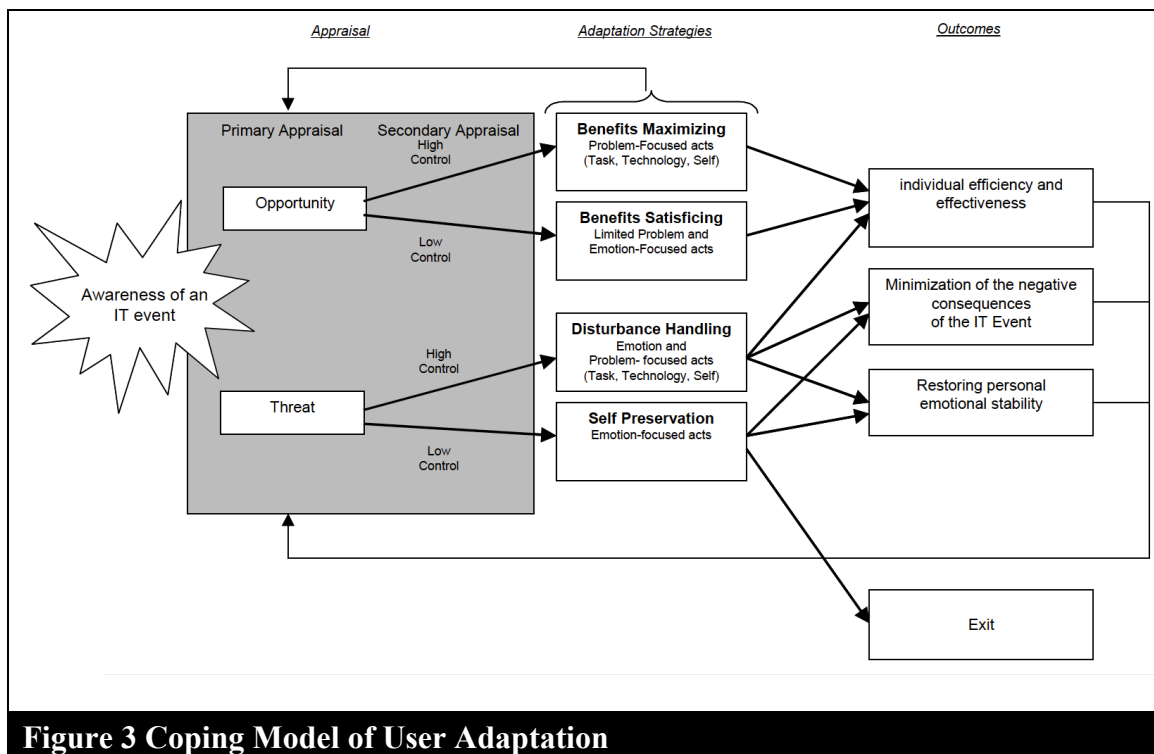 Appraisal
Adaptation Strategies
Outcomes
Primary Appraisal
Secondary Appraisal
High
Control
Opportunity
Low
Control
Awareness of an
IT event
High
Control
Threat
Low
Control
Benefits Maximizing
Problem-Focused acts
(Task, Technology, Self)
Benefits Satisficing
Limited Problem and
Emotion-Focused acts
Disturbance Handling
Emotion and
Problem- focused acts
(Task, Technology, Self)
Self Preservation
Emotion-focused acts
individual efficiency and
effectiveness
Minimization of the negative
consequences
of the IT Event
Restoring personal
emotional stability
Exit
Figure 3 Coping Model of User Adaptation